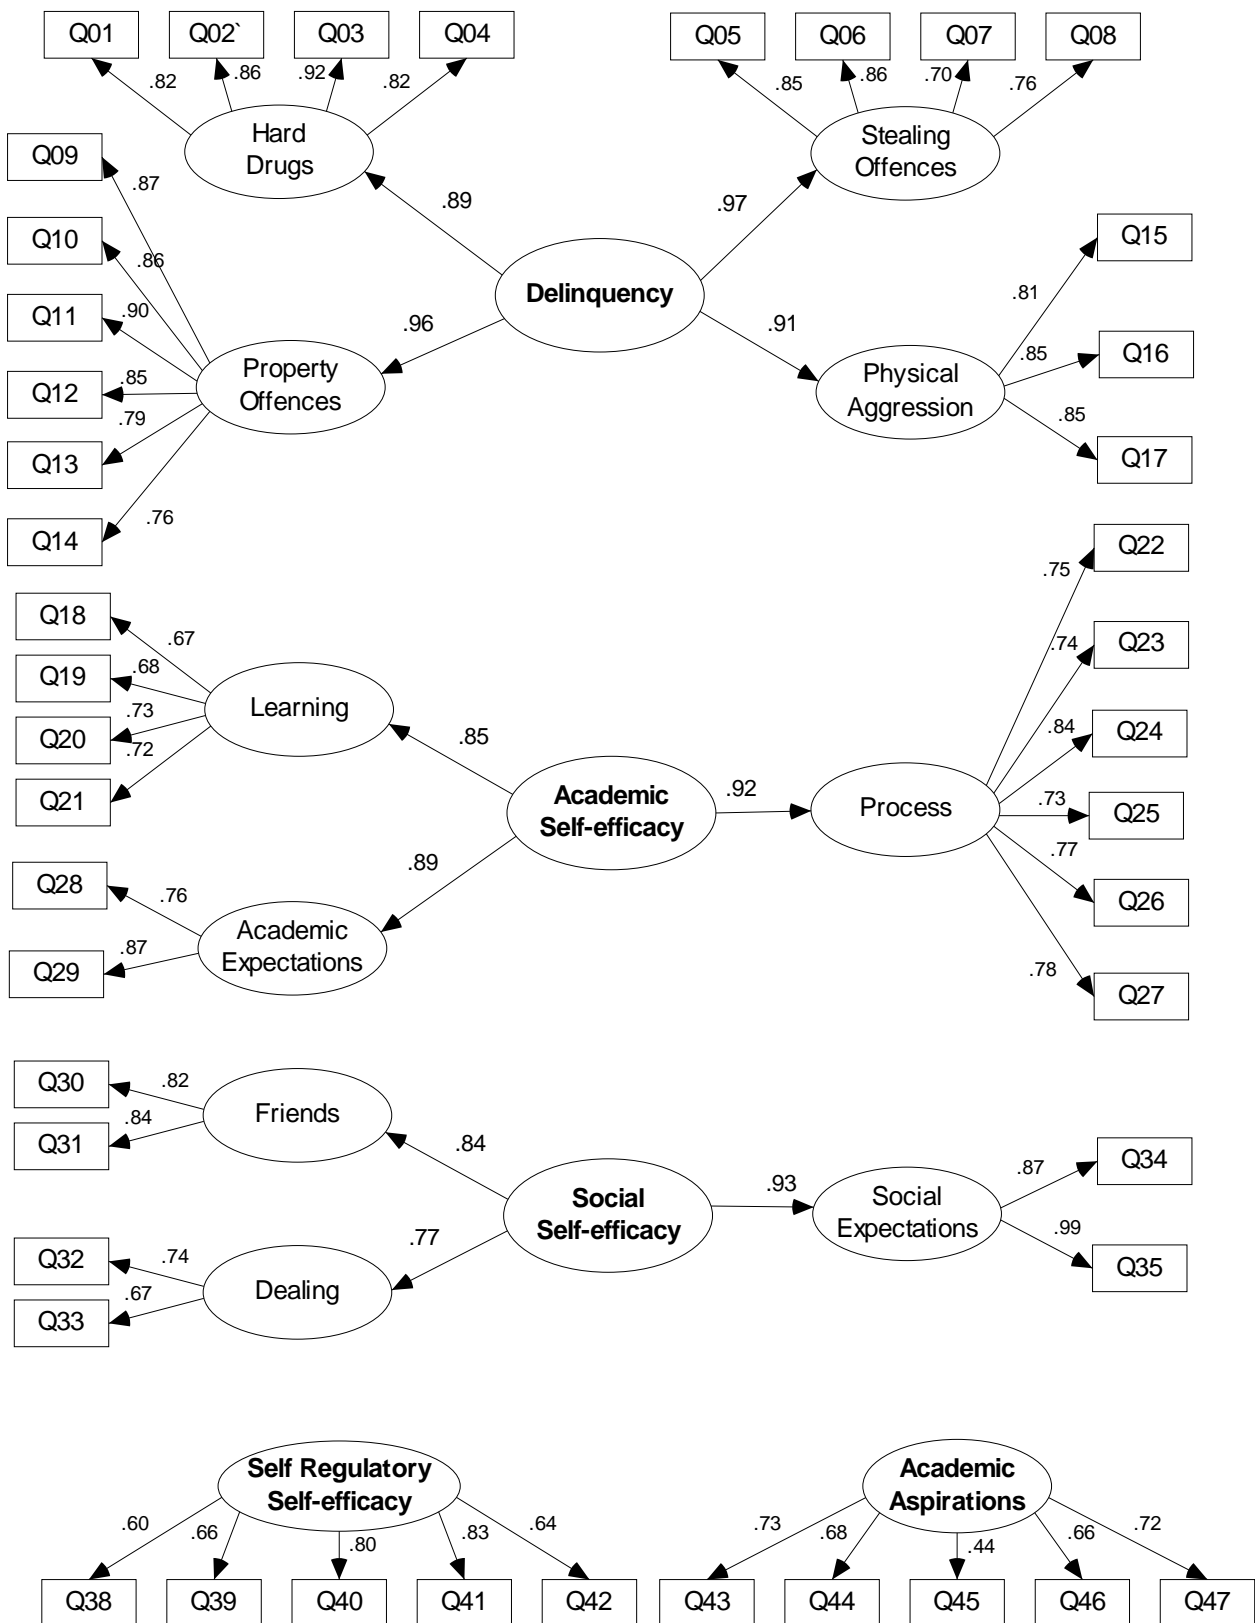 Q01
Q02`
Q03
Q04
Q05
Q06
Q07
Q08
.82
.86
.92
.82
.85
.86
.70
.76
Hard
Drugs
Stealing
Offences
Q09
.87
.89
.97
Q10
.86
Q15
.81
Delinquency
Q11
.90
.96
.91
Q16
.85
Property
Offences
Physical
Aggression
Q12
.85
.79
.85
Q13
Q17
Q14
.76
Q22
.75
Q18
.67
Q23
.74
Q19
.68
Learning
Q20
.73
.72
.85
Q24
.84
Q21
Academic
Self-efficacy
.92
Process
.73
Q25
Q28
.76
.89
.77
Q26
Academic
Expectations
Q29
.87
.78
Q27
Q30
.82
Friends
Q31
.84
.84
Q34
.87
Social
Self-efficacy
.93
Social
Expectations
Q32
.74
.77
.99
Q35
Dealing
Q33
.67
Self Regulatory
Self-efficacy
Academic
Aspirations
.60
.66
.80
.83
.64
.73
.68
.44
.66
.72
Q38
Q39
Q40
Q41
Q42
Q43
Q44
Q45
Q46
Q47